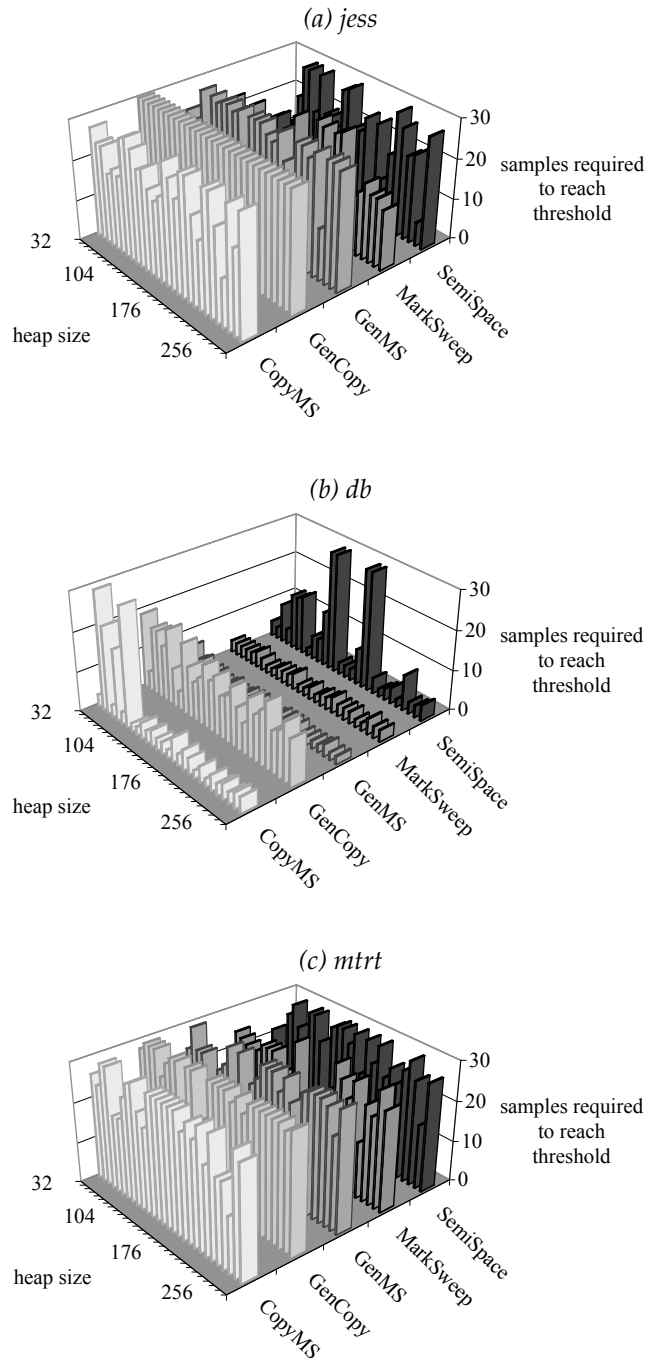 (a) jess
30
20
10
0
samples required
to reach
threshold
32
104
176
256
heap size
CopyMS
GenCopy
GenMS
MarkSweep
SemiSpace
(b) db
30
20
10
0
samples required
to reach
threshold
32
104
176
256
heap size
CopyMS
GenCopy
GenMS
MarkSweep
SemiSpace
(c) mtrt
30
20
10
0
samples required
to reach
threshold
32
104
176
256
heap size
CopyMS
GenCopy
GenMS
MarkSweep
SemiSpace